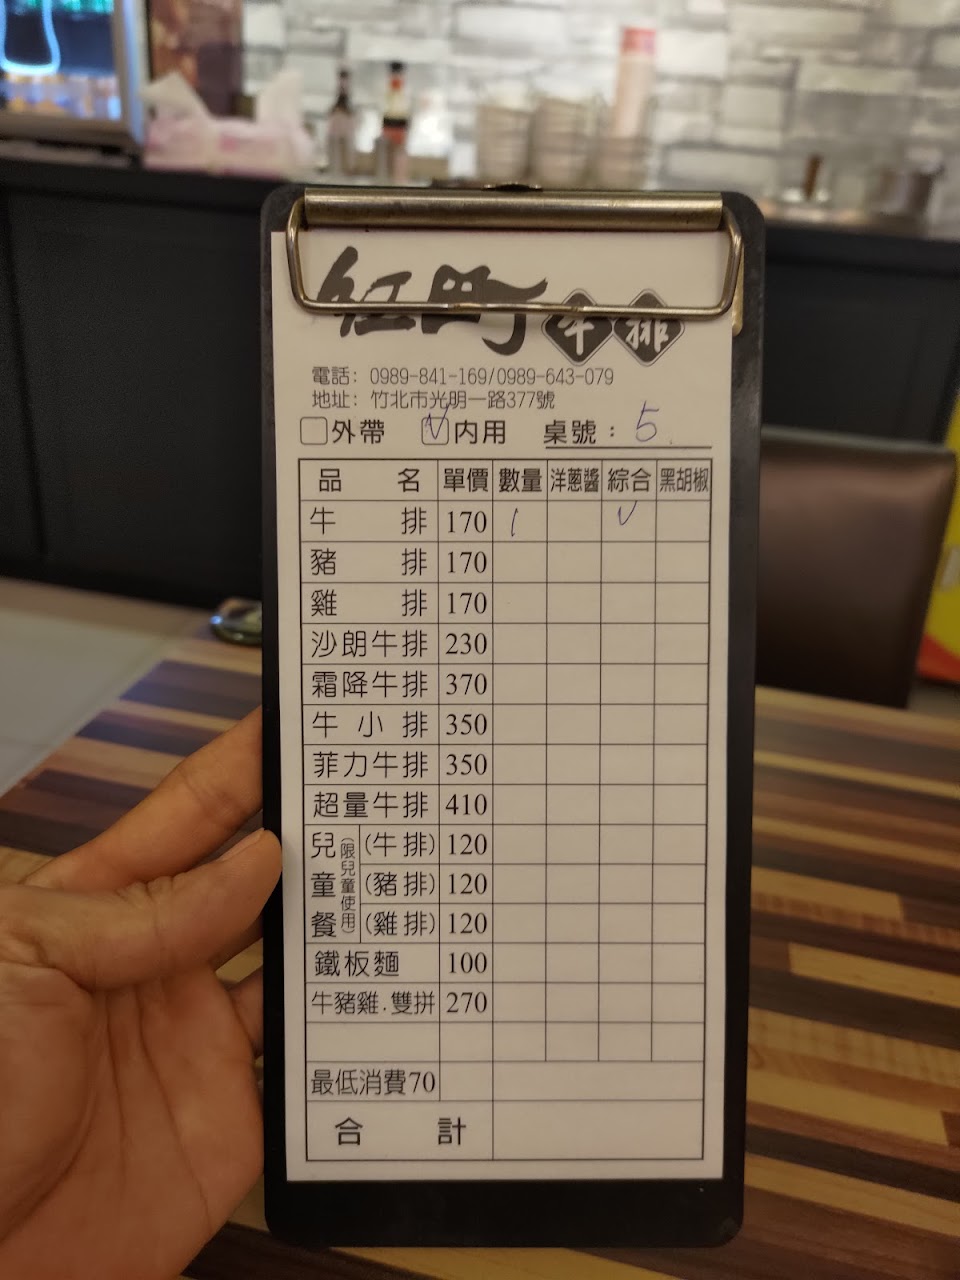 紅町牛排
電話：0989-841-169/0989-643-079
地址：竹北市光明一路377號
外帶 V 內用 桌號：5
品名 單價 數量 洋蔥醬 綜合 黑胡椒
牛排 170 1 V
豬排 170
雞排 170
沙朗牛排 230
霜降牛排 370
牛小排 350
菲力牛排 350
超量牛排 410
兒童餐(限兒童使用) (牛排) 120
(豬排) 120
(雞排) 120
鐵板麵 100
牛豬雞.雙拼 270
最低消費70
合計